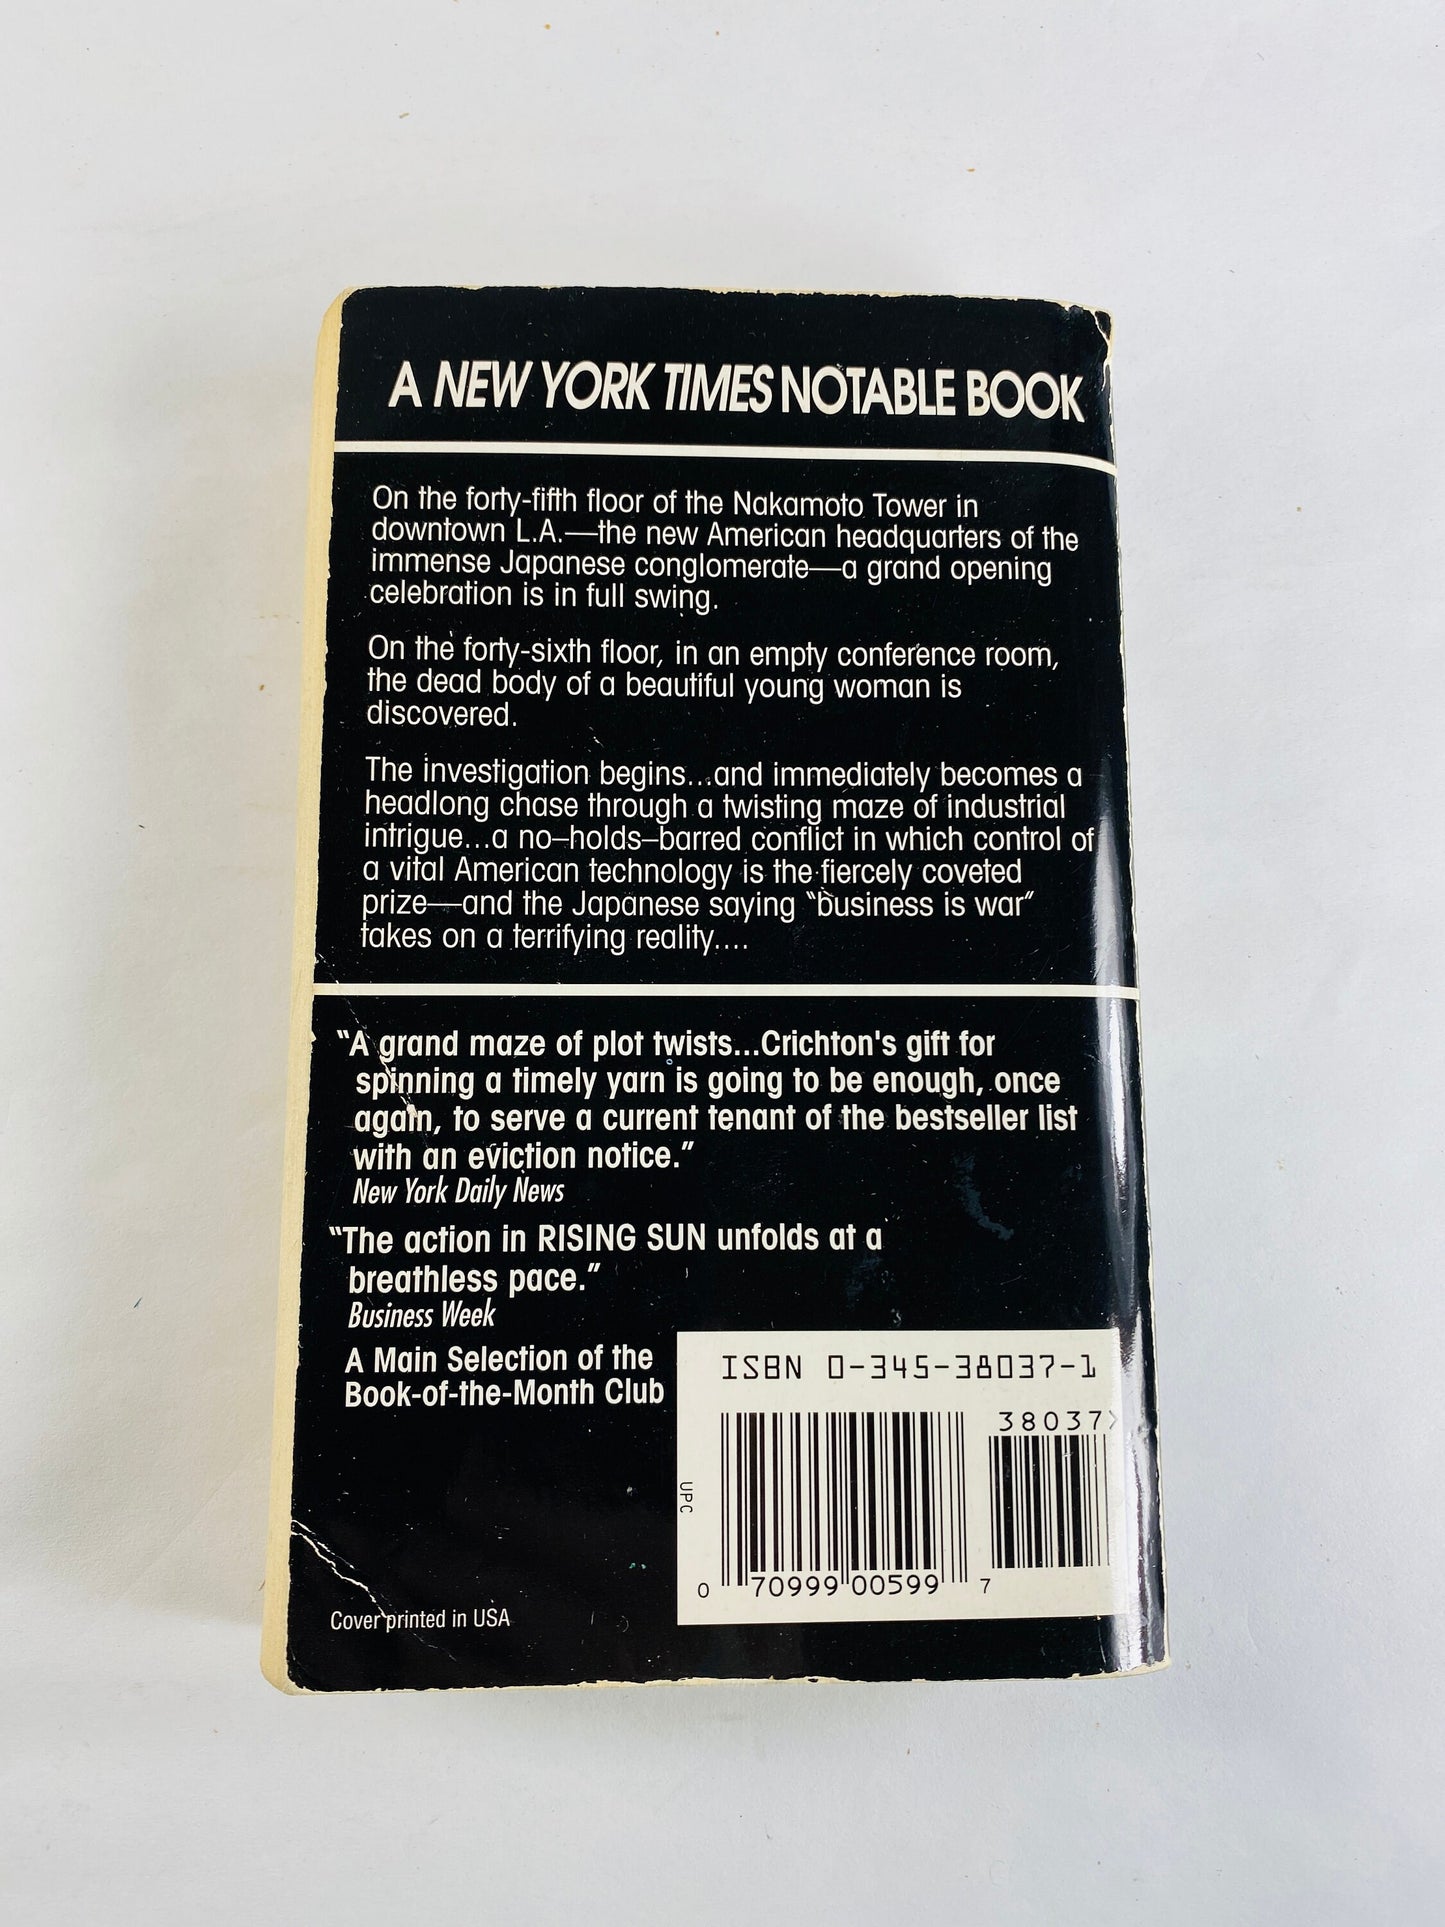 A NEW YORK TIMES NOTABLE BOOK
On the forty-fifth floor of the Nakamoto Tower in
downtown L.A.—the new American headquarters of the
immense Japanese conglomerate—a grand opening
celebration is in full swing.
On the forty-sixth floor, in an empty conference room,
the dead body of a beautiful young woman is
discovered.
The investigation begins...and immediately becomes a
headlong chase through a twisting maze of industrial
intrigue...a no–holds–barred conflict in which control of
a vital American technology is the fiercely coveted
prize—and the Japanese saying "business is war"
takes on a terrifying reality....
"A grand maze of plot twists...Crichton's gift for
spinning a timely yarn is going to be enough, once
again, to serve a current tenant of the bestseller list
with an eviction notice."
New York Daily News
"The action in RISING SUN unfolds at a
breathless pace."
Business Week
A Main Selection of the
Book-of-the-Month Club
ISBN 0-345-38037-1
38037>
UPC
0 70999 00599 7
Cover printed in USA